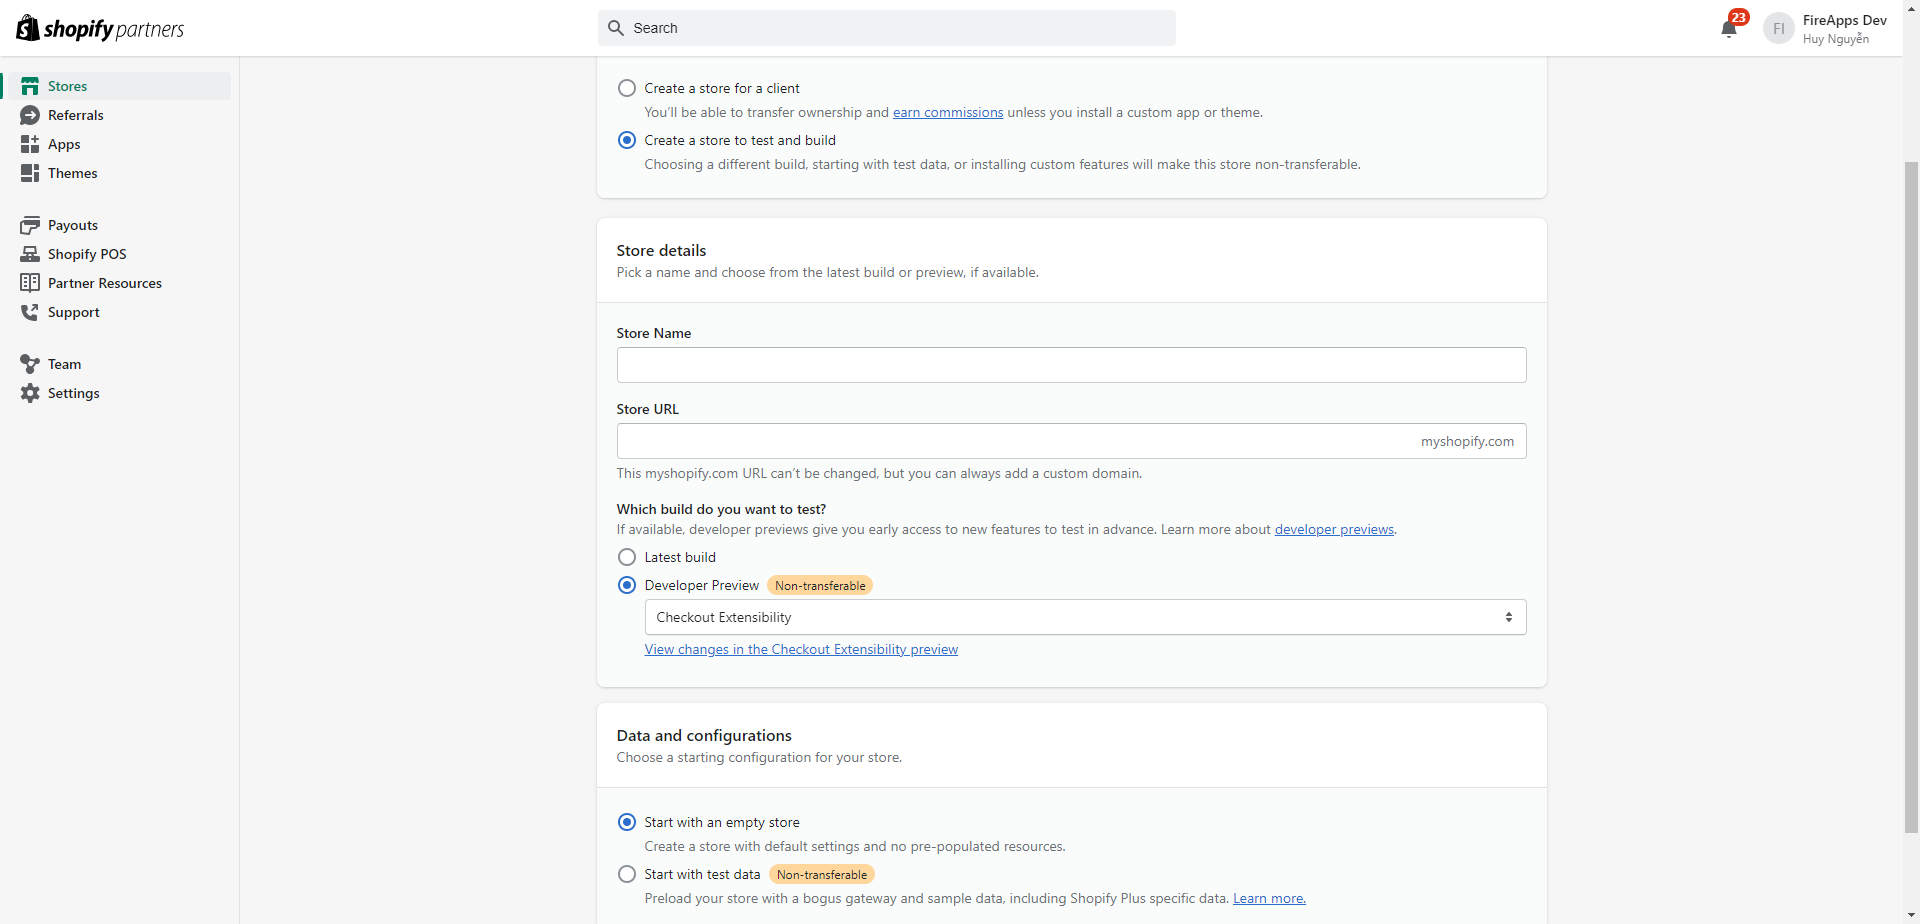 shopify partners
Search
23
FI
FireApps Dev
Huy Nguyễn
Stores
Referrals
Apps
Themes
Payouts
Shopify POS
Partner Resources
Support
Team
Settings
Create a store for a client
You’ll be able to transfer ownership and earn commissions unless you install a custom app or theme.
Create a store to test and build
Choosing a different build, starting with test data, or installing custom features will make this store non-transferable.
Store details
Pick a name and choose from the latest build or preview, if available.
Store Name
Store URL
myshopify.com
This myshopify.com URL can’t be changed, but you can always add a custom domain.
Which build do you want to test?
If available, developer previews give you early access to new features to test in advance. Learn more about developer previews.
Latest build
Developer Preview Non-transferable
Checkout Extensibility
View changes in the Checkout Extensibility preview
Data and configurations
Choose a starting configuration for your store.
Start with an empty store
Create a store with default settings and no pre-populated resources.
Start with test data Non-transferable
Preload your store with a bogus gateway and sample data, including Shopify Plus specific data. Learn more.